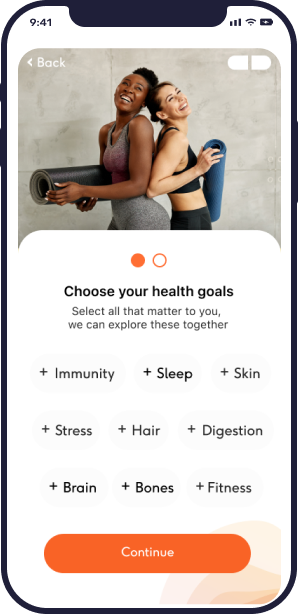 9:41
Back
Choose your health goals
Select all that matter to you,
we can explore these together
+ Immunity + Sleep + Skin
+ Stress + Hair + Digestion
+ Brain + Bones + Fitness
Continue